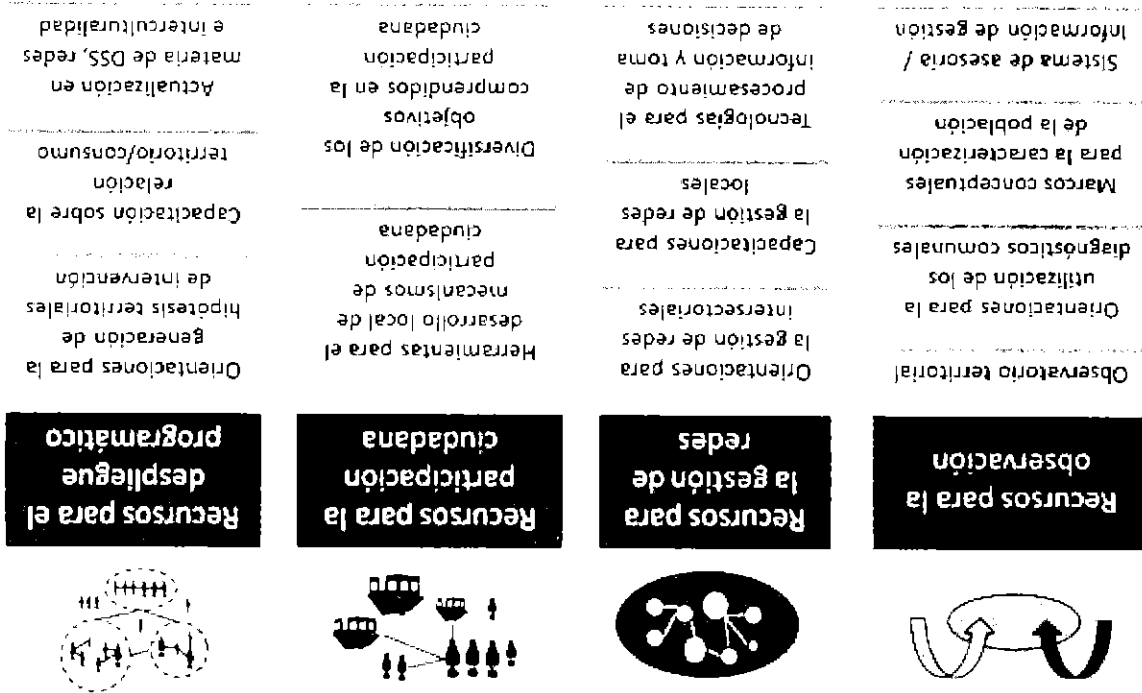 Recursos para la
observación
Observatorio territorial
Orientaciones para la
utilización de los
diagnósticos comunales
Marcos conceptuales
para la caracterización
de la población
Sistema de asesoría /
Información de gestión
Recursos para
la gestión de
redes
Orientaciones para
la gestión de redes
intersectoriales
Capacitaciones para
la gestión de redes
locales
Tecnologías para el
procesamiento de
información y toma
de decisiones
Recursos para la
participación
ciudadana
Herramientas para el
desarrollo local de
mecanismos de
participación
ciudadana
Diversificación de los
objetivos
comprendidos en la
participación
ciudadana
Recursos para el
despliegue
programático
Orientaciones para la
generación de
hipótesis territoriales
de intervención
Capacitación sobre la
relación
territorio/consumo
Actualización en
materia de DSS, redes
e interculturalidad